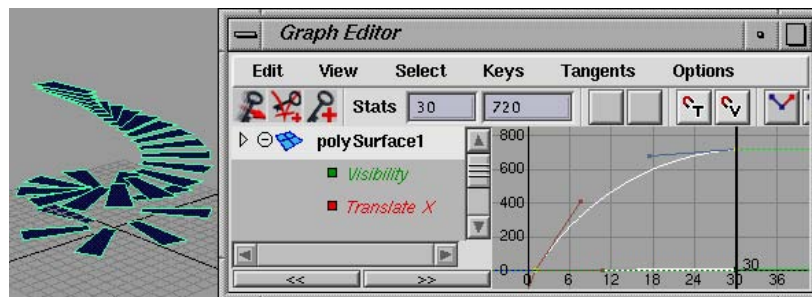 Graph Editor
Edit View Select Keys Tangents Options
Stats 30 720
T V
polySurface1
Visibility
Translate X
<< >>
800
600
400
200
0
0 6 12 18 24 30 36
30